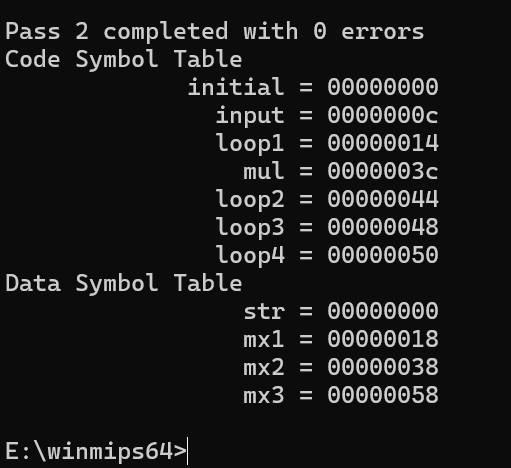 Pass 2 completed with 0 errors
Code Symbol Table
initial = 00000000
input = 0000000c
loop1 = 00000014
mul = 0000003c
loop2 = 00000044
loop3 = 00000048
loop4 = 00000050
Data Symbol Table
str = 00000000
mx1 = 00000018
mx2 = 00000038
mx3 = 00000058
E:\winmips64>